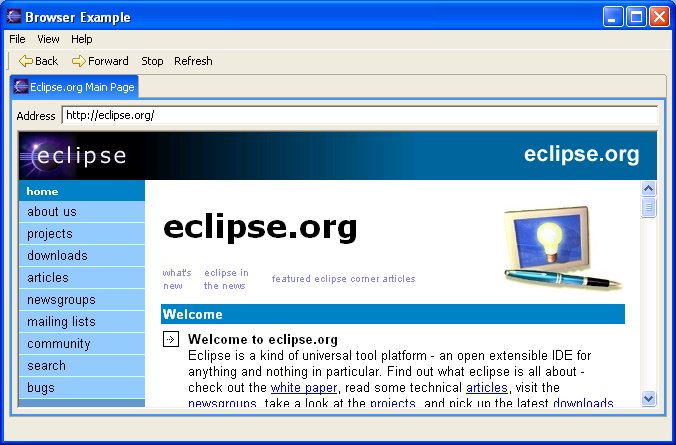 Browser Example
File View Help
Back Forward Stop Refresh
Eclipse.org Main Page
Address http://eclipse.org/
eclipse eclipse.org
home
about us
projects
downloads
articles
newsgroups
mailing lists
community
search
bugs
eclipse.org
what's new
eclipse in the news
featured eclipse corner articles
Welcome
Welcome to eclipse.org
Eclipse is a kind of universal tool platform - an open extensible IDE for
anything and nothing in particular. Find out what eclipse is all about -
check out the white paper, read some technical articles, visit the
newsgroups, take a look at the projects, and pick up the latest downloads